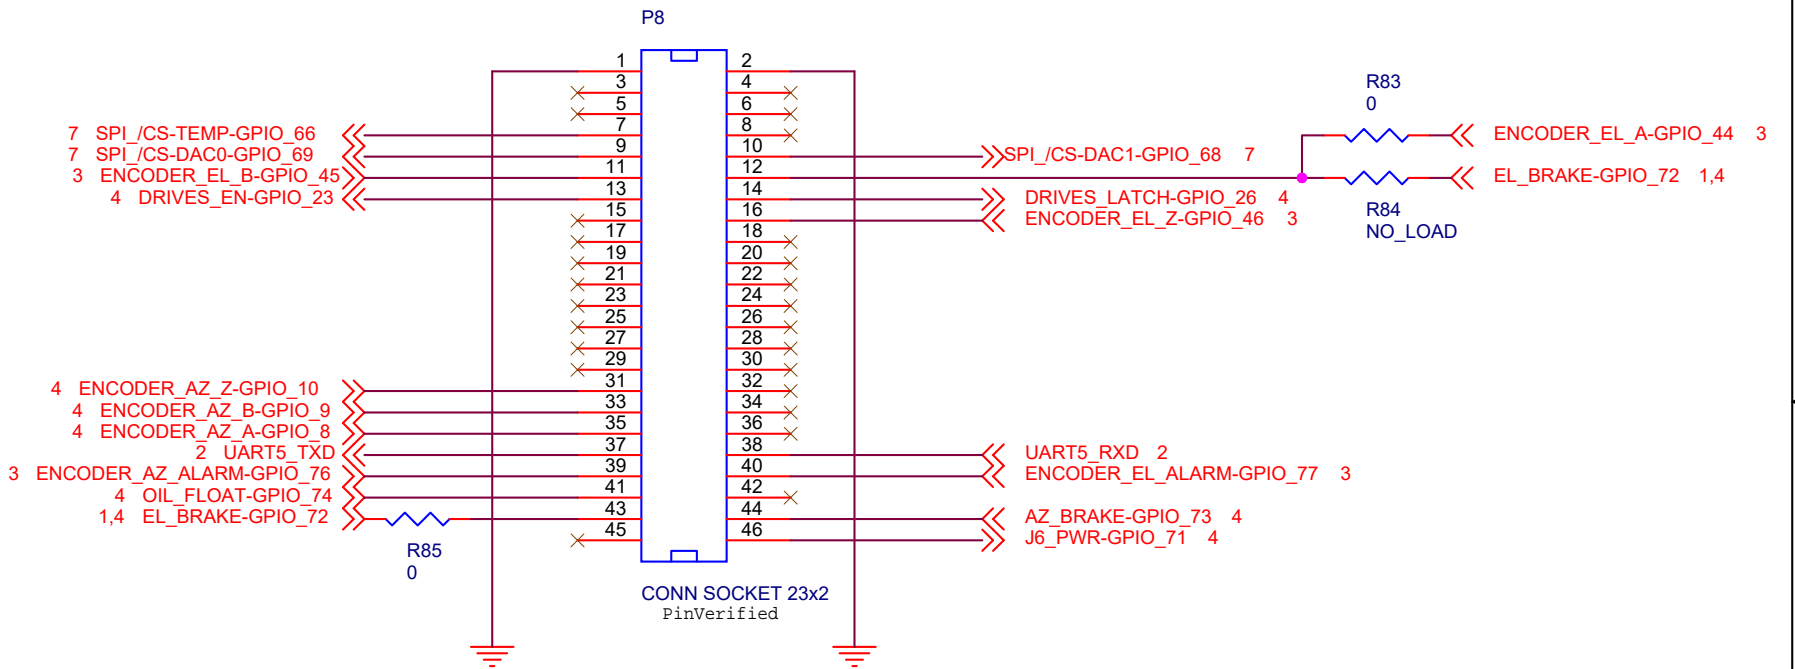 P8
1 2
3 4
R83
0
5 6
7 SPI_/CS-TEMP-GPIO_66 7 8 ENCODER_EL_A-GPIO_44 3
7 SPI_/CS-DAC0-GPIO_69 9 10 SPI_/CS-DAC1-GPIO_68 7
3 ENCODER_EL_B-GPIO_45 11 12 EL_BRAKE-GPIO_72 1,4
4 DRIVES_EN-GPIO_23 13 14 DRIVES_LATCH-GPIO_26 4
R84
NO_LOAD
15 16 ENCODER_EL_Z-GPIO_46 3
17 18
19 20
21 22
23 24
25 26
27 28
29 30
4 ENCODER_AZ_Z-GPIO_10 31 32
4 ENCODER_AZ_B-GPIO_9 33 34
4 ENCODER_AZ_A-GPIO_8 35 36
2 UART5_TXD 37 38 UART5_RXD 2
3 ENCODER_AZ_ALARM-GPIO_76 39 40 ENCODER_EL_ALARM-GPIO_77 3
4 OIL_FLOAT-GPIO_74 41 42
1,4 EL_BRAKE-GPIO_72 43 44 AZ_BRAKE-GPIO_73 4
45 46 J6_PWR-GPIO_71 4
R85
0
CONN SOCKET 23x2
PinVerified